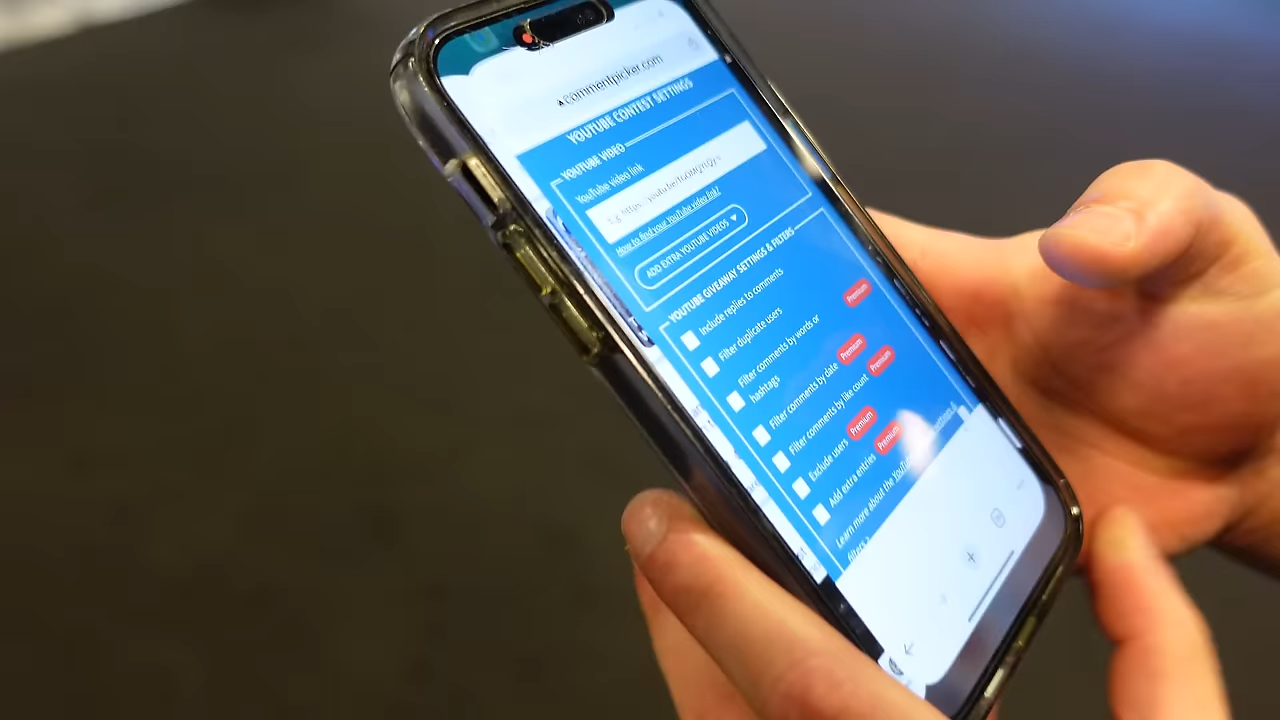 commentpicker.com
YOUTUBE CONTEST SETTINGS
YOUTUBE VIDEO
YouTube video link
How to find your YouTube video link?
ADD EXTRA YOUTUBE VIDEOS
YOUTUBE GIVEAWAY SETTINGS & FILTERS
Include replies to comments
Filter duplicate users
Filter comments by words or
hashtags Premium
Filter comments by date Premium
Filter comments by like count Premium
Exclude users Premium
Add extra entries Premium
Learn more about the YouTube settings &
filters >